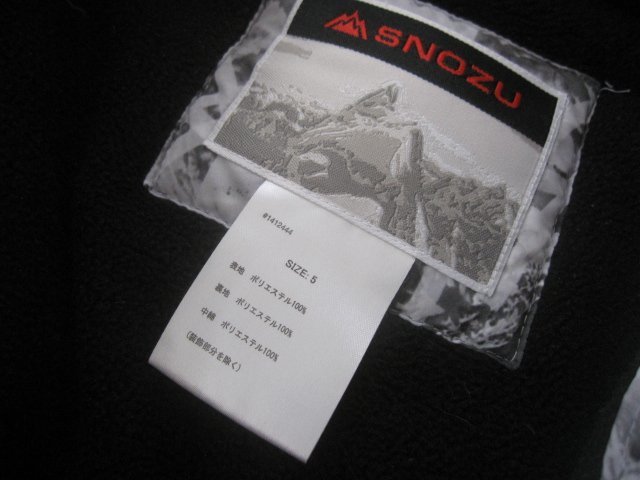 SNOZU
#1412444
SIZE: 5
表地 ポリエステル100%
裏地 ポリエステル100%
中綿 ポリエステル100%
(装飾部分を除く)